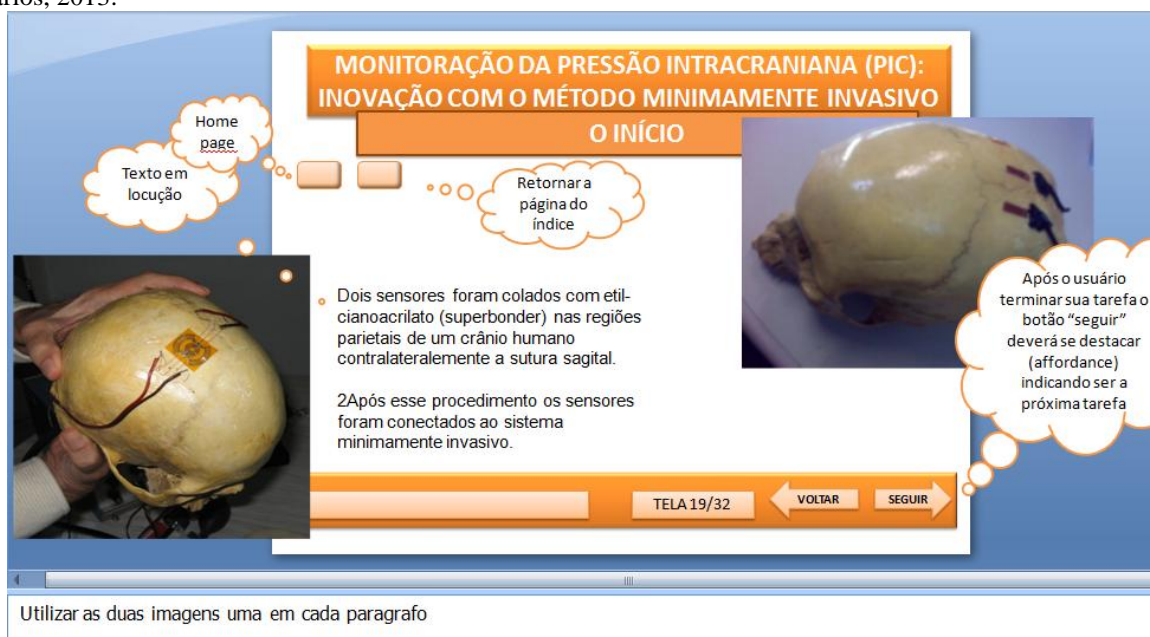 MONITORAÇÃO DA PRESSÃO INTRACRANIANA (PIC):
INOVAÇÃO COM O MÉTODO MINIMAMENTE INVASIVO
O INÍCIO
Home
page
Texto em
locução
Retornar a
página do
índice
Dois sensores foram colados com etil-
cianoacrilato (superbonder) nas regiões
parietais de um crânio humano
contralateralemente a sutura sagital.
2Após esse procedimento os sensores
foram conectados ao sistema
minimamente invasivo.
Após o usuário
terminar sua tarefa o
botão “seguir”
deverá se destacar
(affordance)
indicando ser a
próxima tarefa
TELA 19/32
VOLTAR
SEGUIR
Utilizar as duas imagens uma em cada paragrafo